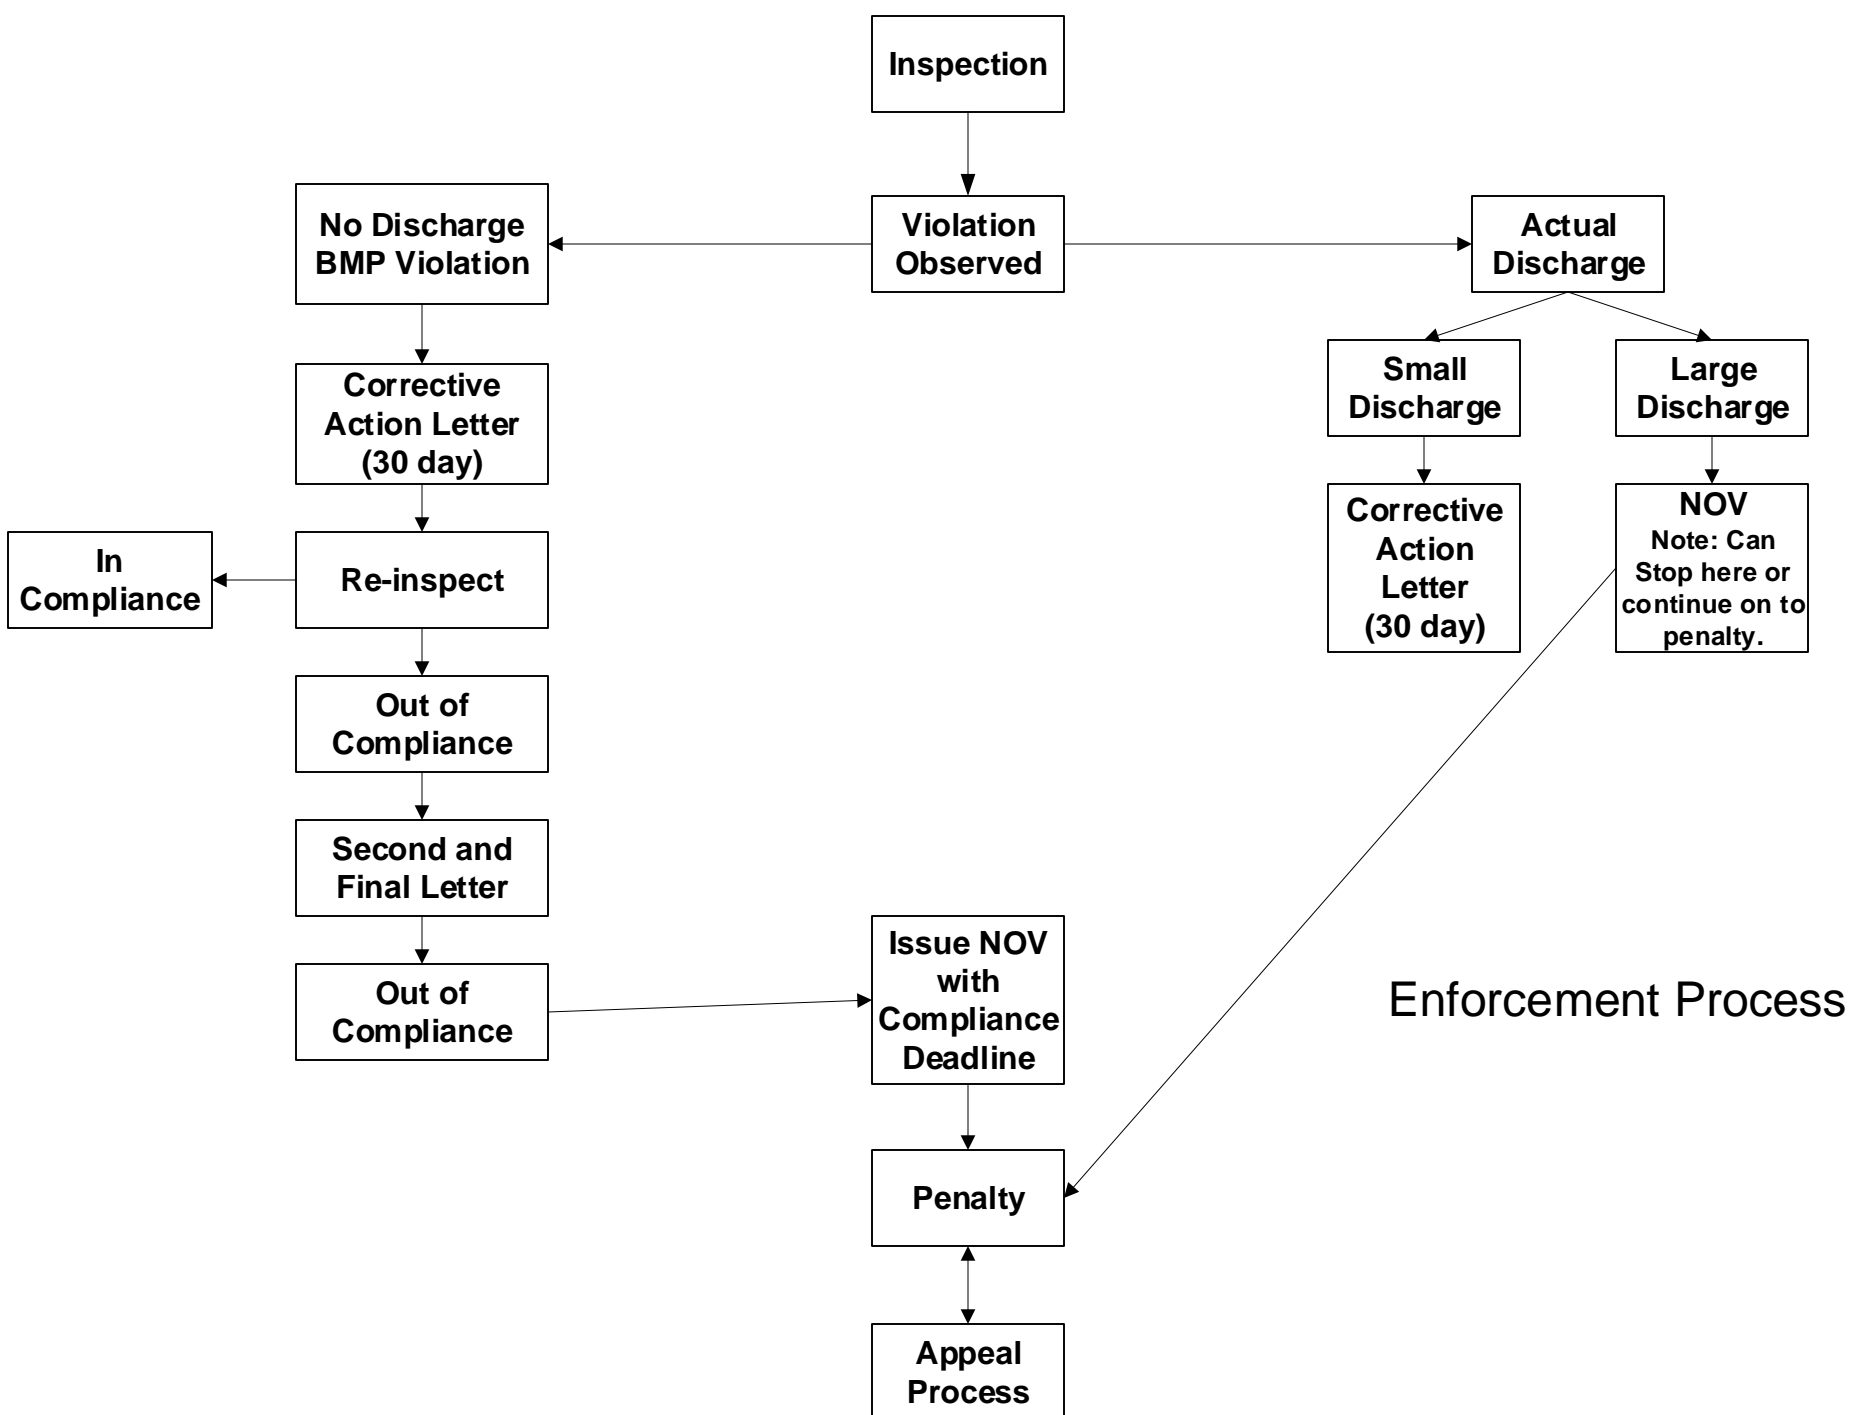 Inspection
No Discharge
BMP Violation
Violation
Observed
Actual
Discharge
Small
Discharge
Large
Discharge
Corrective
Action Letter
(30 day)
Corrective
Action
Letter
(30 day)
NOV
Note: Can
Stop here or
continue on to
penalty.
In
Compliance
Re-inspect
Out of
Compliance
Second and
Final Letter
Out of
Compliance
Issue NOV
with
Compliance
Deadline
Enforcement Process
Penalty
Appeal
Process